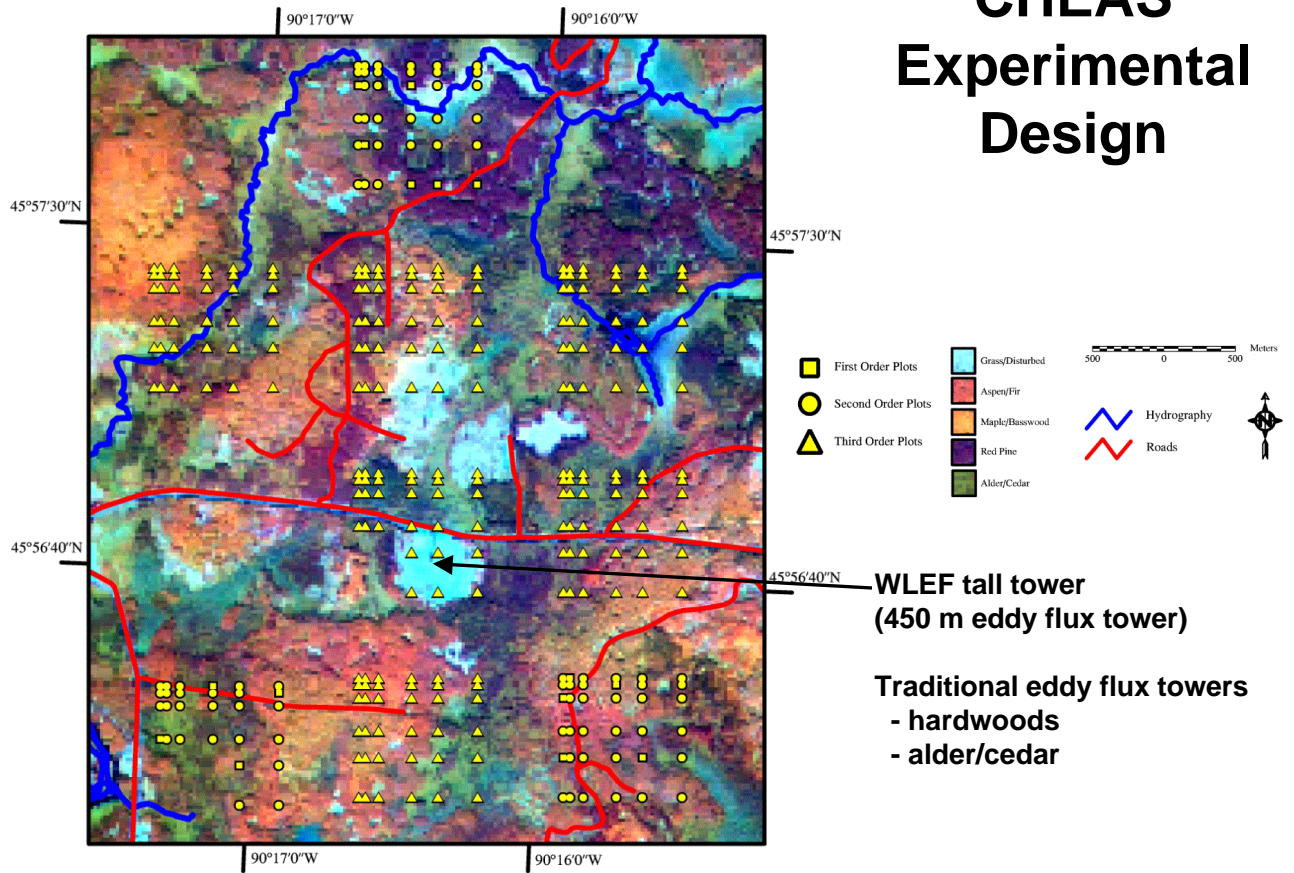 CHEAS
Experimental
Design
90°17'0"W
90°16'0"W
45°57'30"N
45°57'30"N
45°56'40"N
45°56'40"N
90°17'0"W
90°16'0"W
First Order Plots
Second Order Plots
Third Order Plots
Grass/Disturbed
Aspen/Fir
Maple/Basswood
Red Pine
Alder/Cedar
500 0 500 Meters
Hydrography
Roads
N
WLEF tall tower
(450 m eddy flux tower)
Traditional eddy flux towers
- hardwoods
- alder/cedar